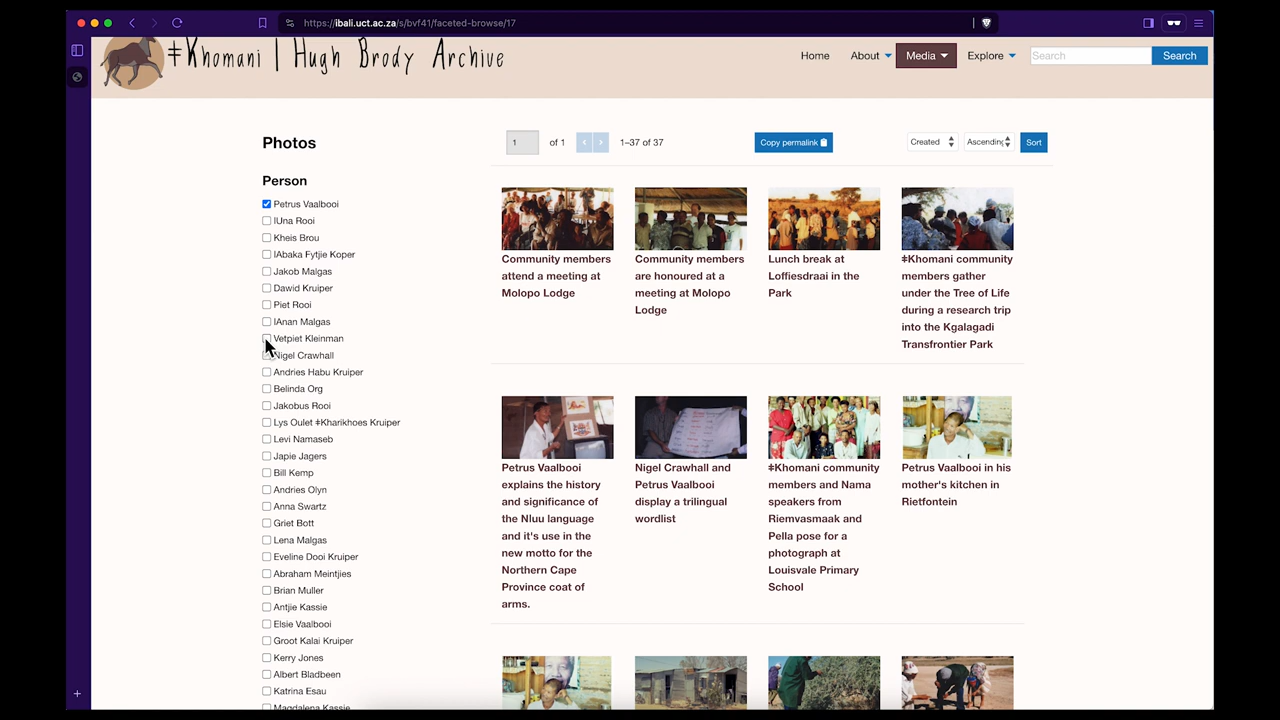 https://ibali.uct.ac.za/s/bvf41/faceted-browse/17
ǂKhomani | Hugh Brody Archive
Home
About
Media
Explore
Search
Search
Photos
1
of 1
1–37 of 37
Copy permalink
Created
Ascending
Sort
Person
Petrus Vaalbooi
IUna Rooi
Kheis Brou
IAbaka Fytjie Koper
Jakob Malgas
Dawid Kruiper
Piet Rooi
IAnan Malgas
Vetpiet Kleinman
Nigel Crawhall
Andries Habu Kruiper
Belinda Org
Jakobus Rooi
Lys Oulet ǂKharikhoes Kruiper
Levi Namaseb
Japie Jagers
Bill Kemp
Andries Olyn
Anna Swartz
Griet Bott
Lena Malgas
Eveline Dooi Kruiper
Abraham Meintjies
Brian Muller
Antjie Kassie
Elsie Vaalbooi
Groot Kalai Kruiper
Kerry Jones
Albert Bladbeen
Katrina Esau
Magdalena Kassie
Community members
attend a meeting at
Molopo Lodge
Community members
are honoured at a
meeting at Molopo
Lodge
Lunch break at
Loffiesdraai in the
Park
ǂKhomani community
members gather
under the Tree of Life
during a research trip
into the Kgalagadi
Transfrontier Park
Petrus Vaalbooi
explains the history
and significance of
the Nluu language
and it's use in the
new motto for the
Northern Cape
Province coat of
arms.
Nigel Crawhall and
Petrus Vaalbooi
display a trilingual
wordlist
ǂKhomani community
members and Nama
speakers from
Riemvasmaak and
Pella pose for a
photograph at
Louisvale Primary
School
Petrus Vaalbooi in his
mother's kitchen in
Rietfontein